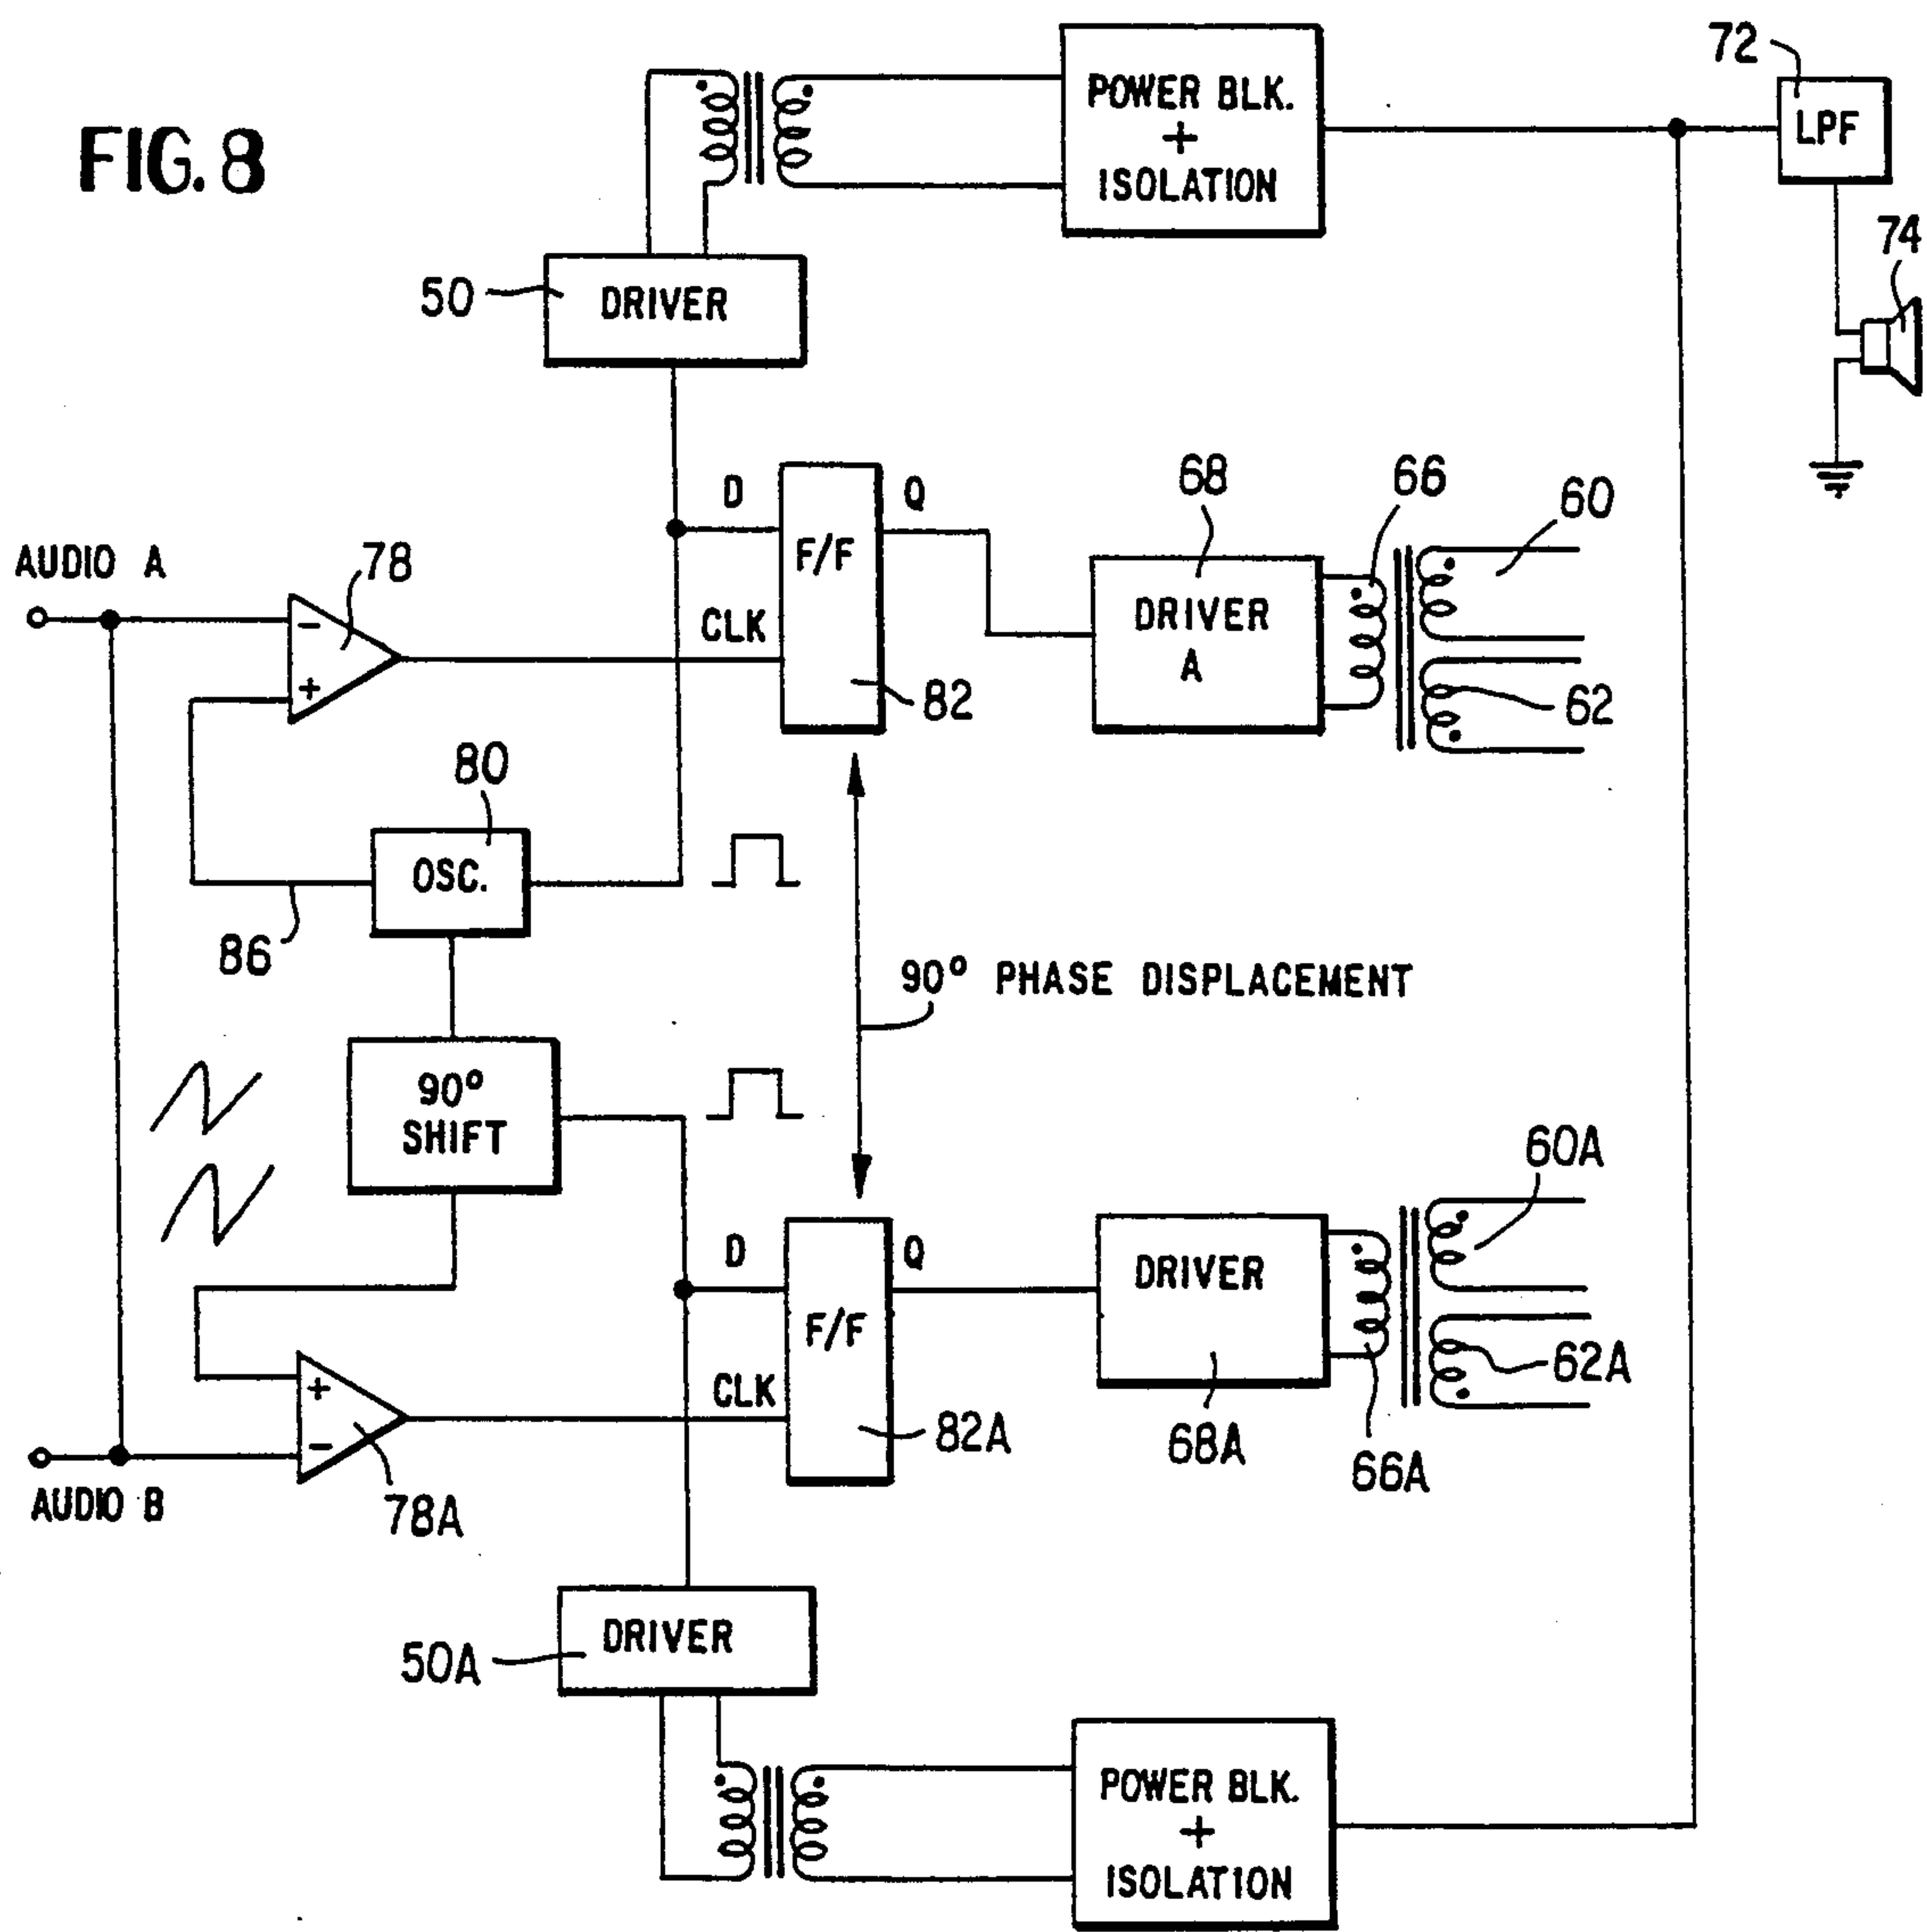 FIG. 8
72
POWER BLK.
+
ISOLATION
LPF
74
50
DRIVER
D
Q
68
66
60
F/F
AUDIO A
78
-
+
CLK
DRIVER
A
82
62
80
OSC.
86
90° PHASE DISPLACEMENT
90°
SHIFT
60A
D
Q
DRIVER
F/F
+
-
CLK
62A
82A
68A
66A
AUDIO B
78A
DRIVER
50A
POWER BLK.
+
ISOLATION